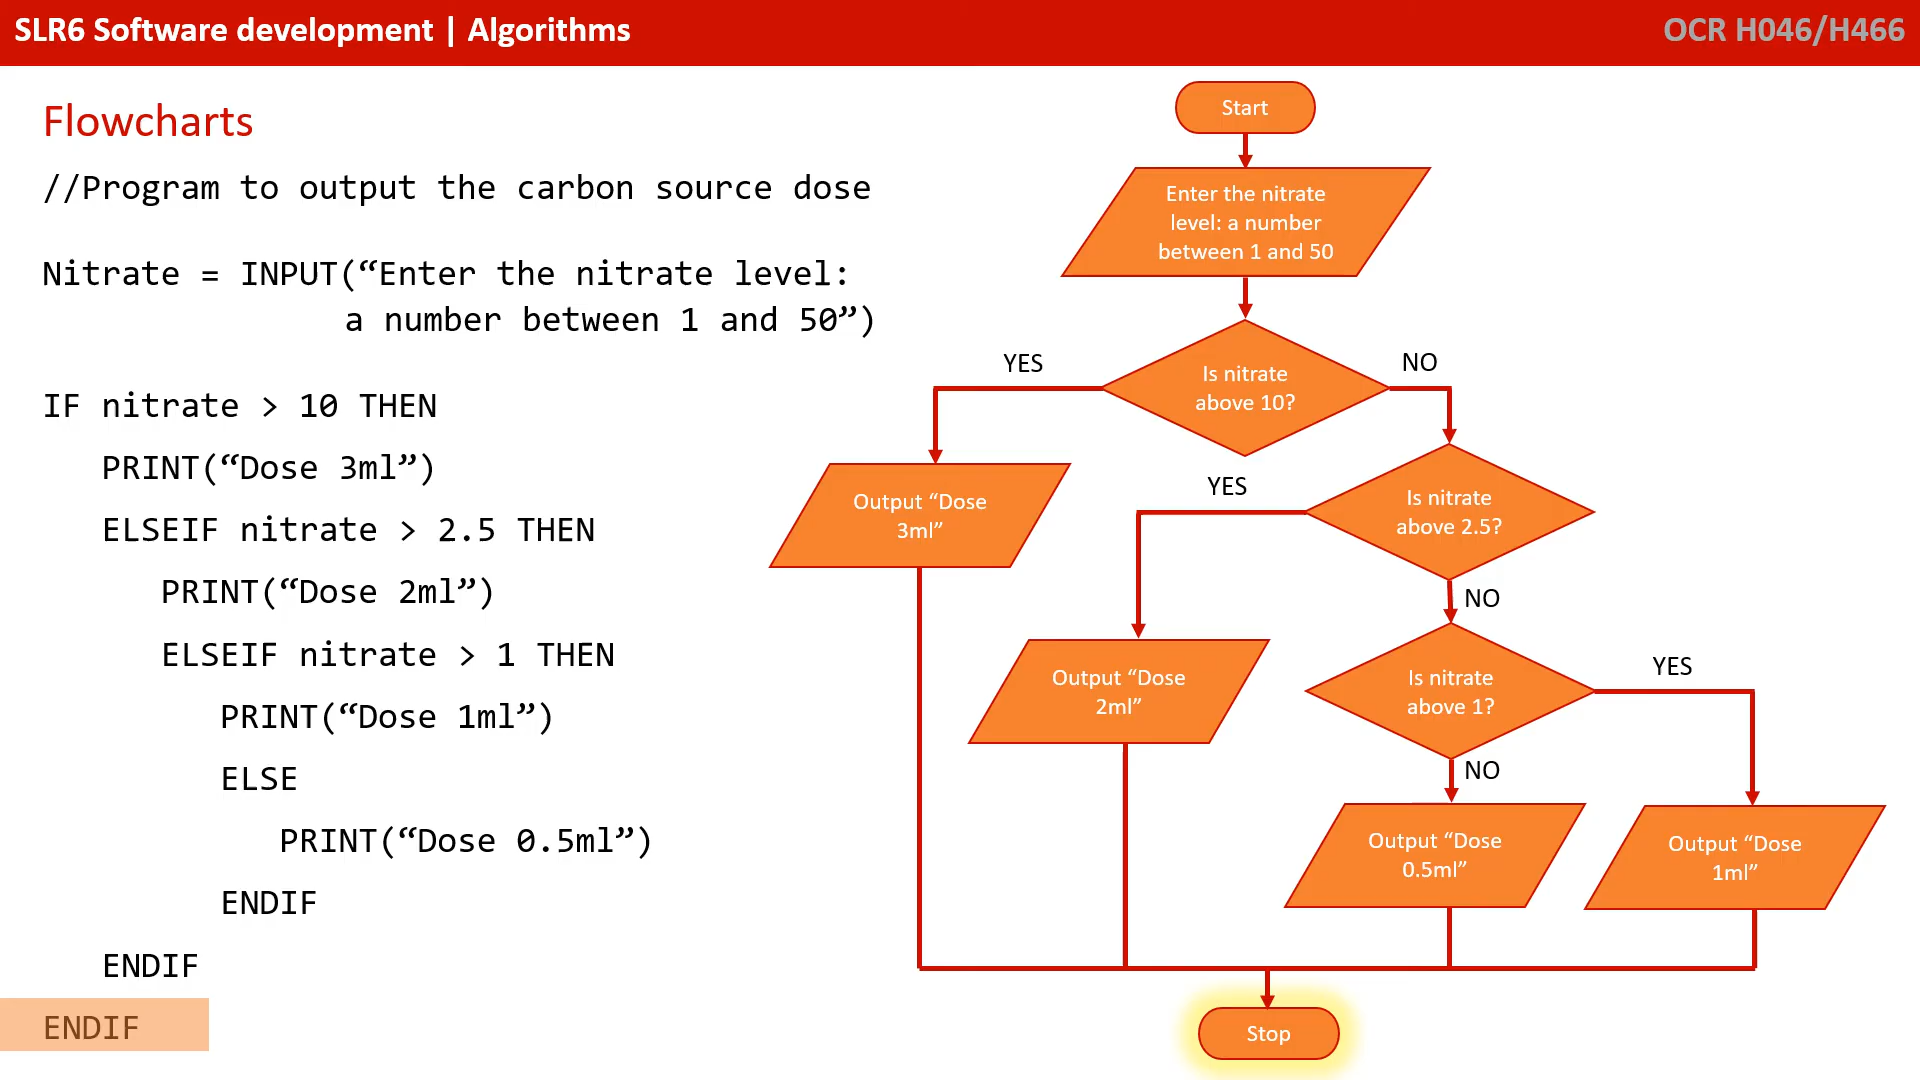 SLR6 Software development | Algorithms
OCR H046/H466
Flowcharts
//Program to output the carbon source dose
Nitrate = INPUT(“Enter the nitrate level:
a number between 1 and 50”)
IF nitrate > 10 THEN
PRINT(“Dose 3ml”)
ELSEIF nitrate > 2.5 THEN
PRINT(“Dose 2ml”)
ELSEIF nitrate > 1 THEN
PRINT(“Dose 1ml”)
ELSE
PRINT(“Dose 0.5ml”)
ENDIF
ENDIF
ENDIF
Start
Enter the nitrate
level: a number
between 1 and 50
YES
NO
Is nitrate
above 10?
Output “Dose
3ml”
YES
Is nitrate
above 2.5?
NO
Output “Dose
2ml”
Is nitrate
above 1?
YES
NO
Output “Dose
0.5ml”
Output “Dose
1ml”
Stop